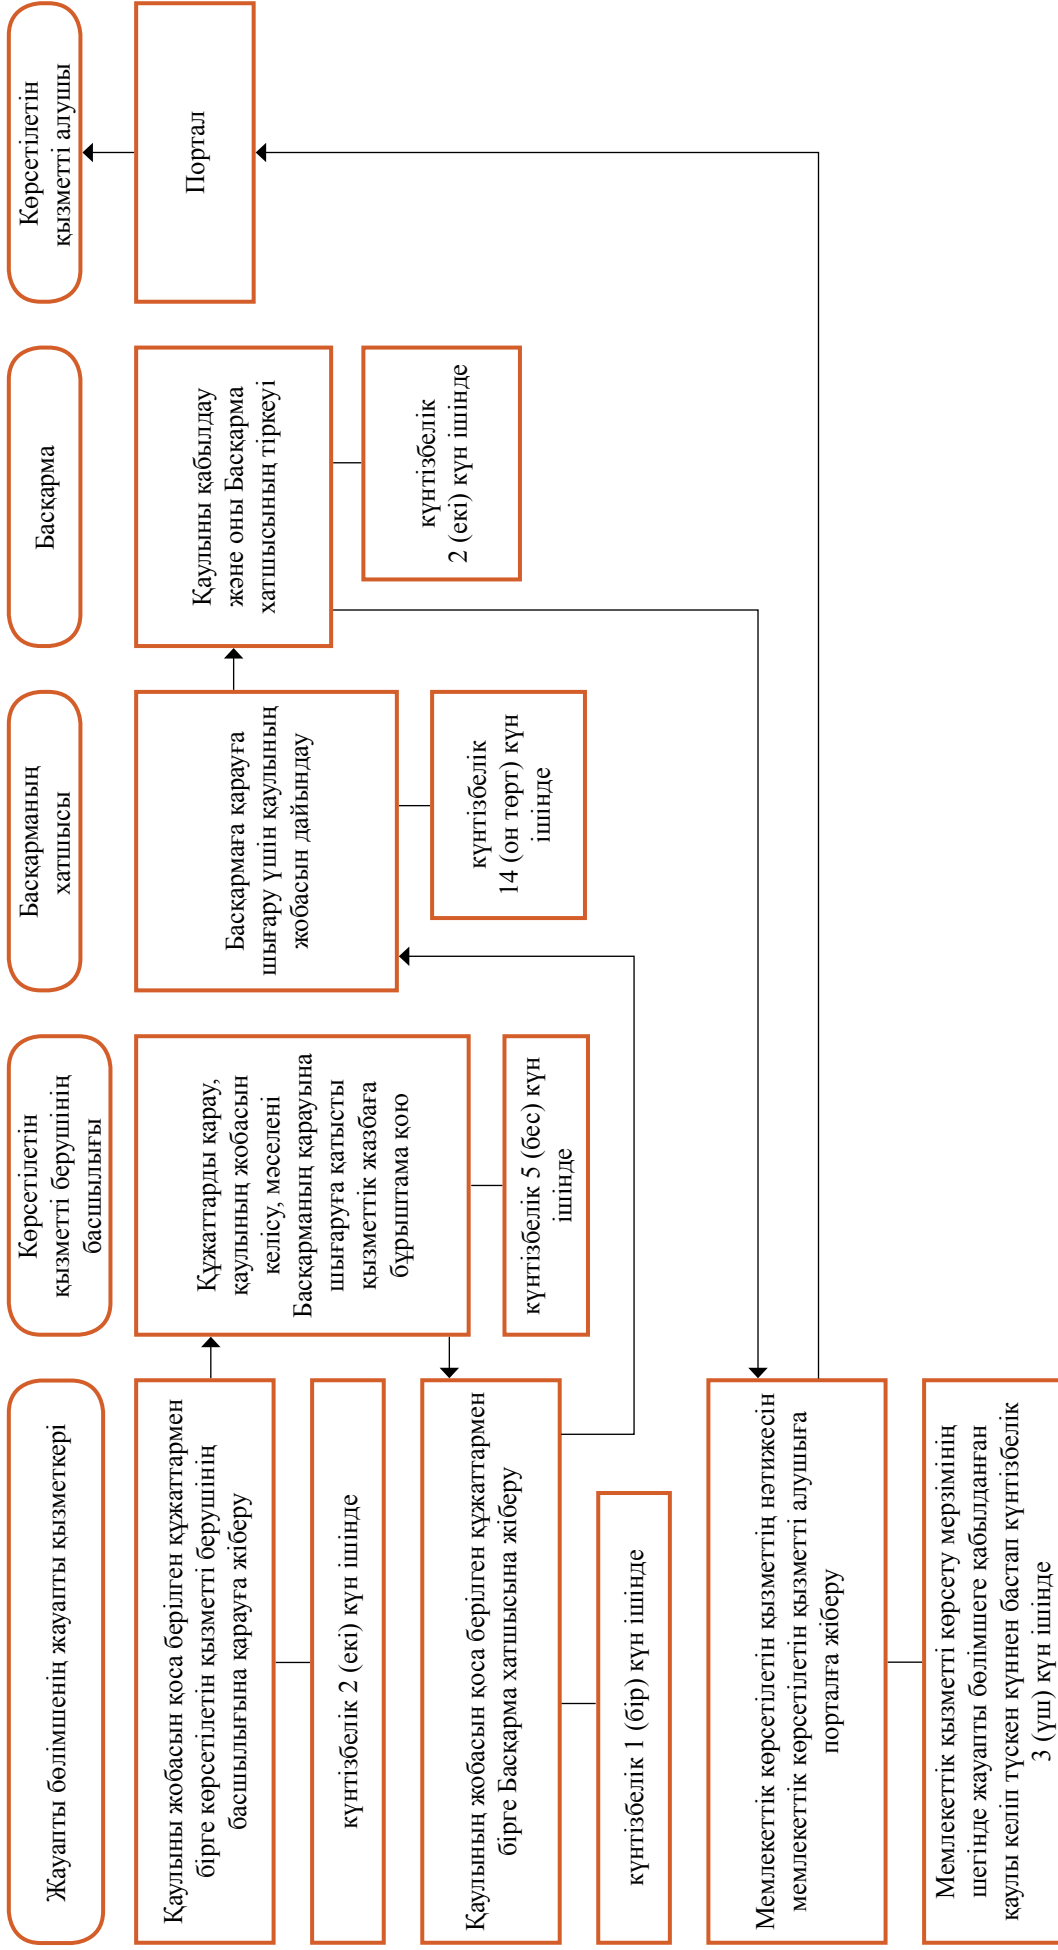 Жауапты бөлімшенің жауапты қызметкері
Көрсетілетін
қызметті берушінің
басшылығы
Басқарманың
хатшысы
Басқарма
Көрсетілетін
қызметті алушы
Қаулыны жобасын қоса берілген құжаттармен
бірге көрсетілетін қызметті берушінің
басшылығына қарауға жіберу
күнтізбелік 2 (екі) күн ішінде
Құжаттарды қарау,
қаулының жобасын
келісу, мәселені
Басқарманың қарауына
шығаруға қатысты
қызметтік жазбаға
бұрыштама қою
күнтізбелік 5 (бес) күн
ішінде
Қаулының жобасын қоса берілген құжаттармен
бірге Басқарма хатшысына жіберу
күнтізбелік 1 (бір) күн ішінде
Басқармаға қарауға
шығару үшін қаулының
жобасын дайындау
күнтізбелік
14 (он төрт) күн
ішінде
Қаулыны қабылдау
және оны Басқарма
хатшысының тіркеуі
күнтізбелік
2 (екі) күн ішінде
Мемлекеттік көрсетілетін қызметтің нәтижесін
мемлекеттік көрсетілетін қызметті алушыға
порталға жіберу
Мемлекеттік қызметті көрсету мерзімінің
шегінде жауапты бөлімшеге қабылданған
қаулы келіп түскен күннен бастап күнтізбелік
3 (үш) күн ішінде
Портал